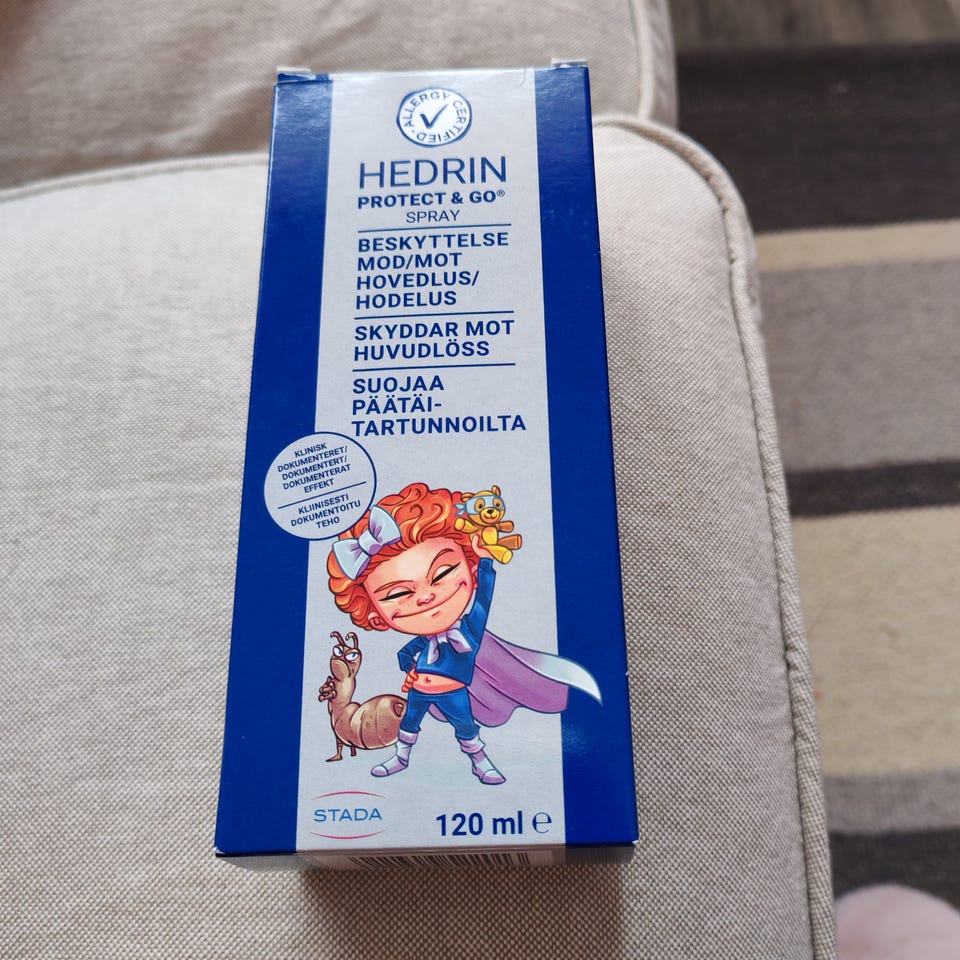 ALLERGY CERTIFIED
HEDRIN
PROTECT & GO®
SPRAY
BESKYTTELSE
MOD/MOT
HOVEDLUS/
HODELUS
SKYDDAR MOT
HUVUDLÖSS
SUOJAA
PÄÄTÄI-
TARTUNNOILTA
KLINISK
DOKUMENTERET/
DOKUMENTERT/
DOKUMENTERAT
EFFEKT
KLIINISESTI
DOKUMENTOITU
TEHO
STADA
120 ml e